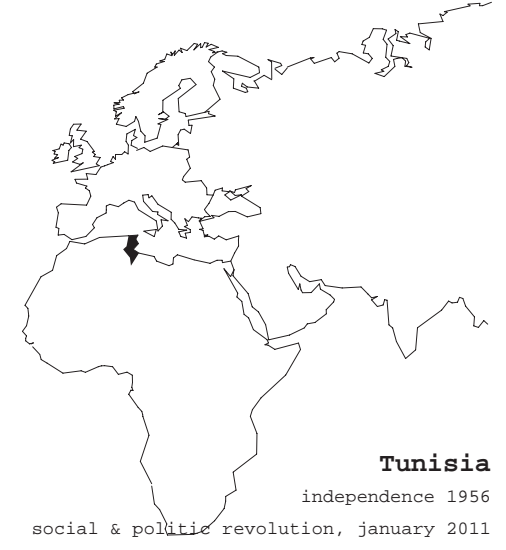 Tunisia
independence 1956
social & politic revolution, january 2011